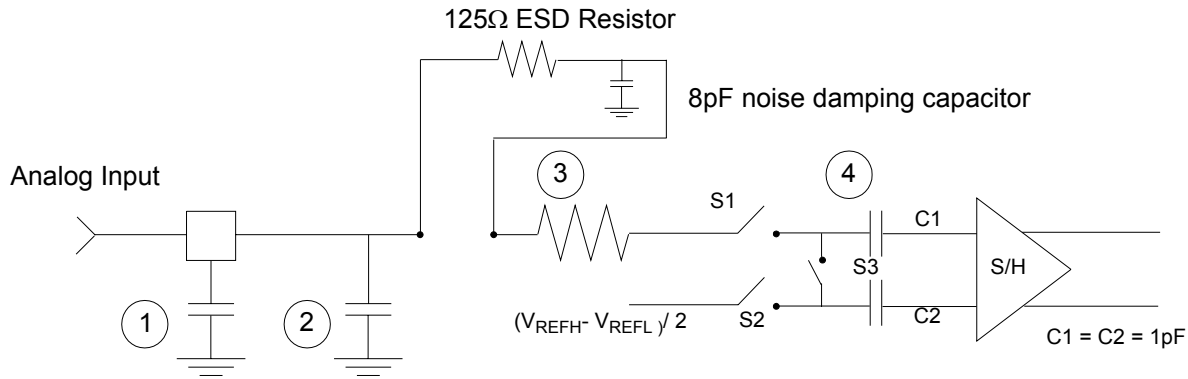 125Ω ESD Resistor
8pF noise damping capacitor
Analog Input
3
4
S1
C1
S3
S/H
1
2
(VREFH- VREFL )/ 2
S2
C2
C1 = C2 = 1pF